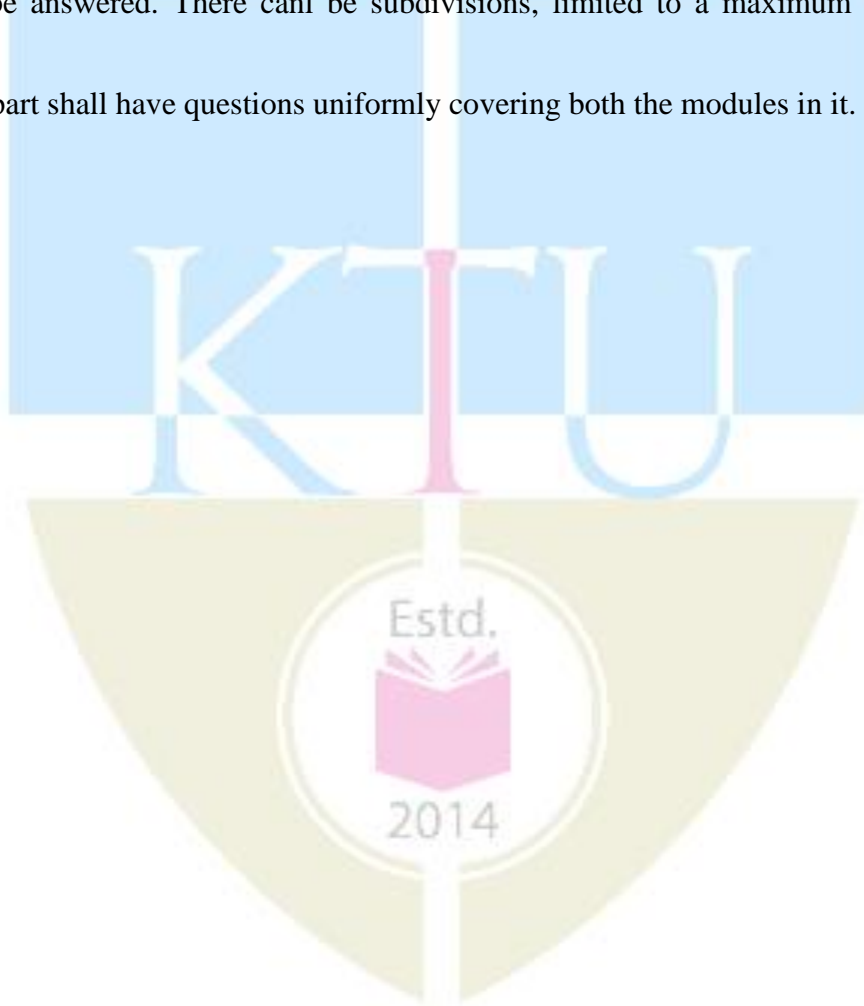 be answered. There canl be subdivisions, limited to a maximum
part shall have questions uniformly covering both the modules in it.
KTU
Estd.
2014